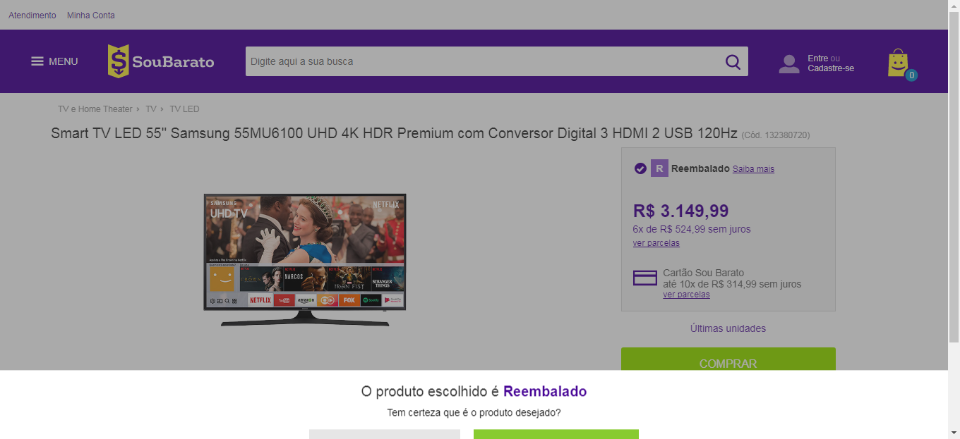 Atendimento Minha Conta
MENU
SouBarato
Digite aqui a sua busca
Entre ou
Cadastre-se
0
TV e Home Theater › TV › TV LED
Smart TV LED 55" Samsung 55MU6100 UHD 4K HDR Premium com Conversor Digital 3 HDMI 2 USB 120Hz (Cód. 132380720)
SAMSUNG
UHD TV
NETFLIX
NARCOS
NETFLIX
amazon
FOX
R Reembalado Saiba mais
R$ 3.149,99
6x de R$ 524,99 sem juros
ver parcelas
Cartão Sou Barato
até 10x de R$ 314,99 sem juros
ver parcelas
Últimas unidades
COMPRAR
O produto escolhido é Reembalado
Tem certeza que é o produto desejado?